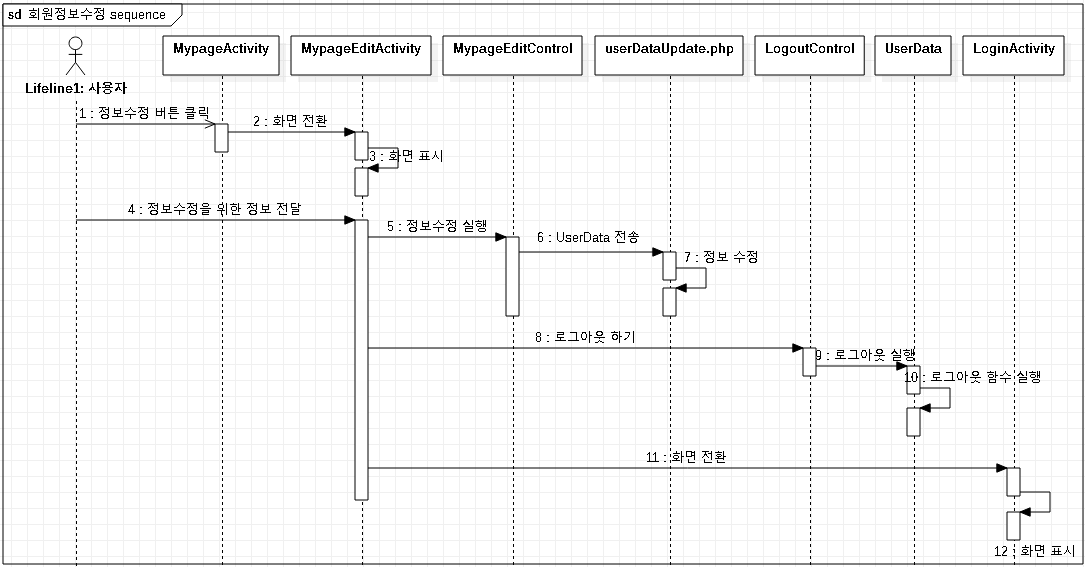 sd 회원정보수정 sequence
MypageActivity
MypageEditActivity
MypageEditControl
userDataUpdate.php
LogoutControl
UserData
LoginActivity
Lifeline1: 사용자
1 : 정보수정 버튼 클릭
2 : 화면 전환
3 : 화면 표시
4 : 정보수정을 위한 정보 전달
5 : 정보수정 실행
6 : UserData 전송
7 : 정보 수정
8 : 로그아웃 하기
9 : 로그아웃 실행
10 : 로그아웃 함수 실행
11 : 화면 전환
12 : 화면 표시